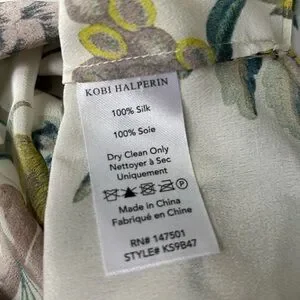 KOBI HALPERIN
100% Silk
100% Soie
Dry Clean Only
Nettoyer à Sec
Uniquement
P
Made in China
Fabriqué en Chine
RN# 147501
STYLE# KS9B47